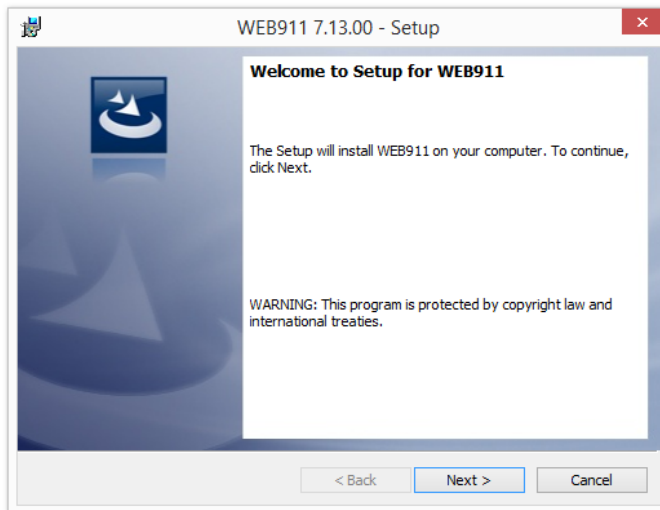 WEB911 7.13.00 - Setup
Welcome to Setup for WEB911
The Setup will install WEB911 on your computer. To continue,
click Next.
WARNING: This program is protected by copyright law and
international treaties.
< Back
Next >
Cancel